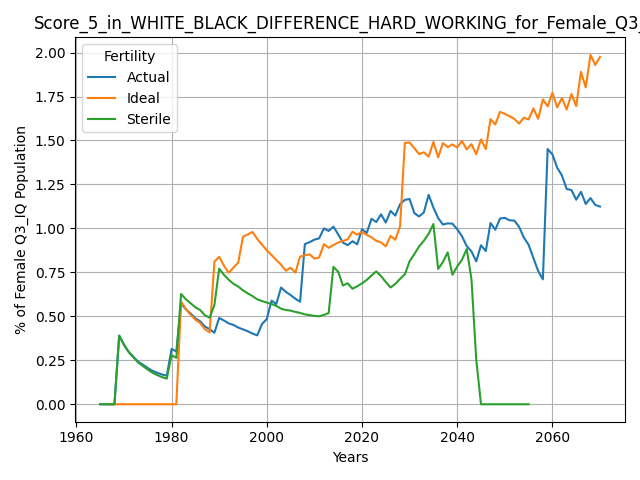 Score_5_in_WHITE_BLACK_DIFFERENCE_HARD_WORKING_for_Female_Q3_
Fertility
Actual
Ideal
Sterile
% of Female Q3_IQ Population
2.00
1.75
1.50
1.25
1.00
0.75
0.50
0.25
0.00
1960
1980
2000
2020
2040
2060
Years